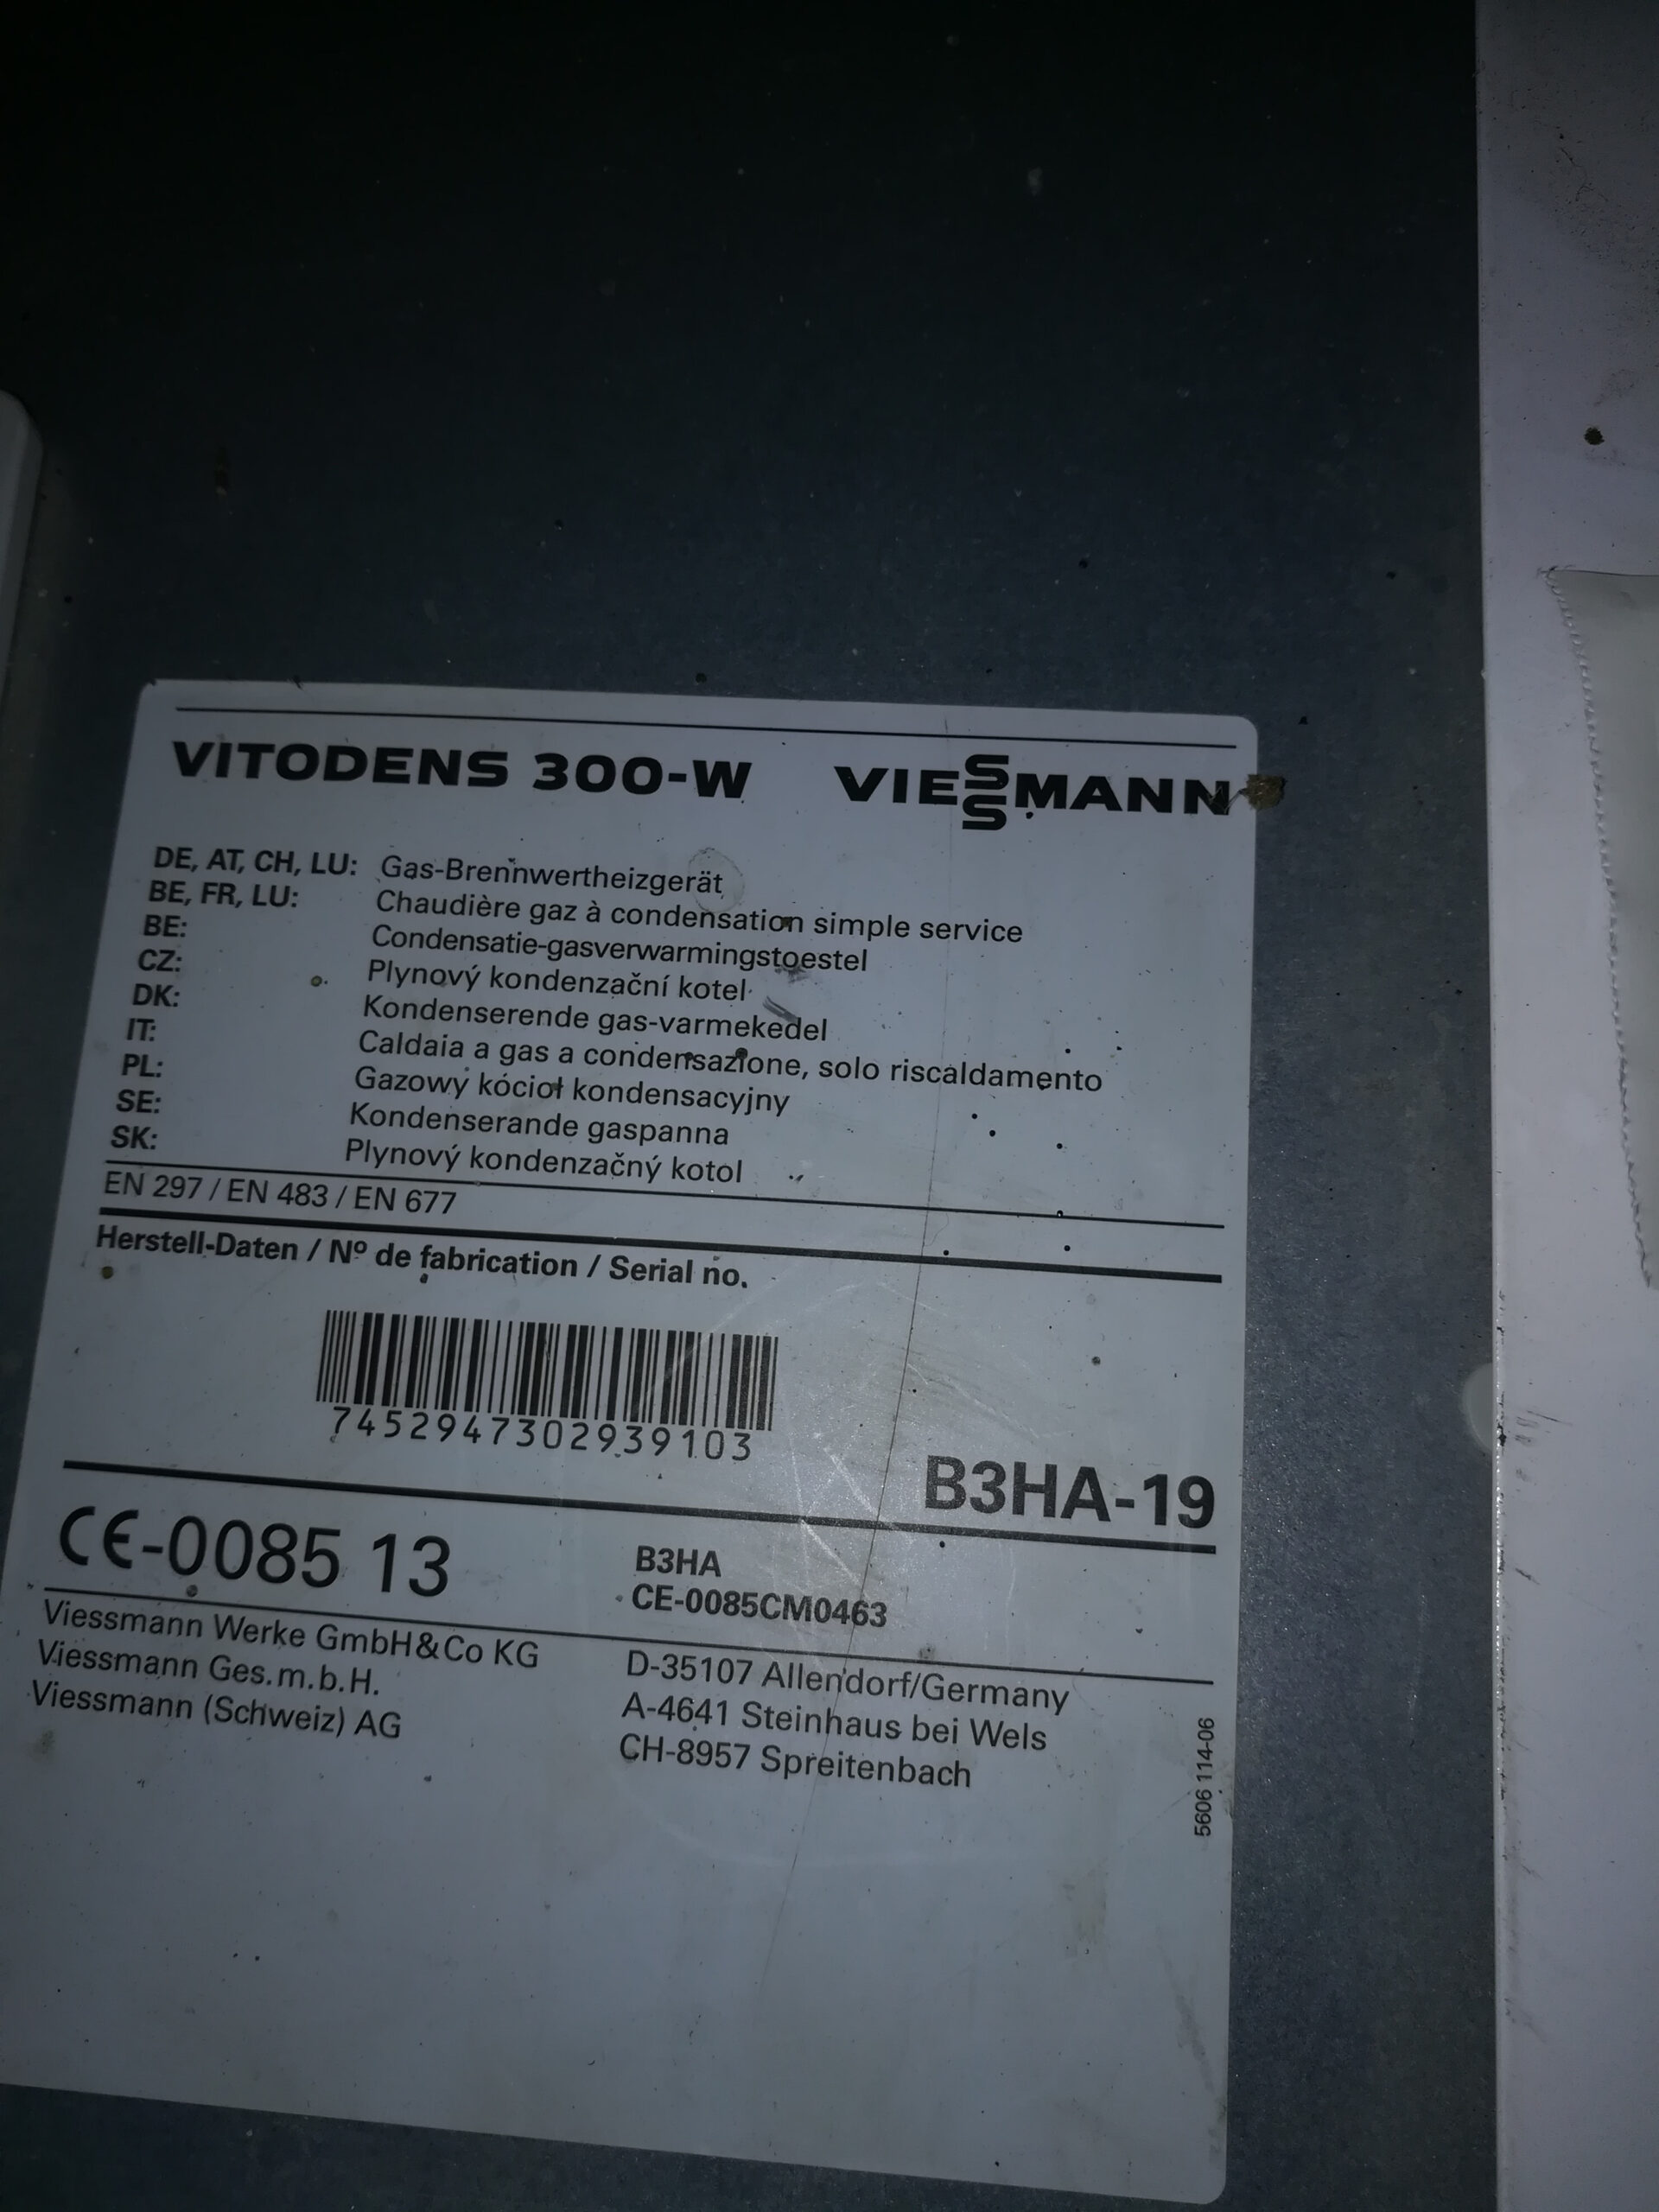 VITODENS 300-W VIESSMANN
DE, AT, CH, LU: Gas-Brennwertheizgerät
BE, FR, LU: Chaudière gaz à condensation simple service
BE: Condensatie-gasverwarmingstoestel
CZ: Plynový kondenzační kotel
DK: Kondenserende gas-varmekedel
IT: Caldaia a gas a condensazione, solo riscaldamento
PL: Gazowy kócioł kondensacyjny
SE: Kondenserande gaspanna
SK: Plynový kondenzačný kotol
EN 297 / EN 483 / EN 677
Herstell-Daten / Nº de fabrication / Serial no.
7452947302939103
B3HA-19
CE-0085 13
B3HA
CE-0085CM0463
Viessmann Werke GmbH&Co KG D-35107 Allendorf/Germany
Viessmann Ges.m.b.H. A-4641 Steinhaus bei Wels
Viessmann (Schweiz) AG CH-8957 Spreitenbach
5606 114-06